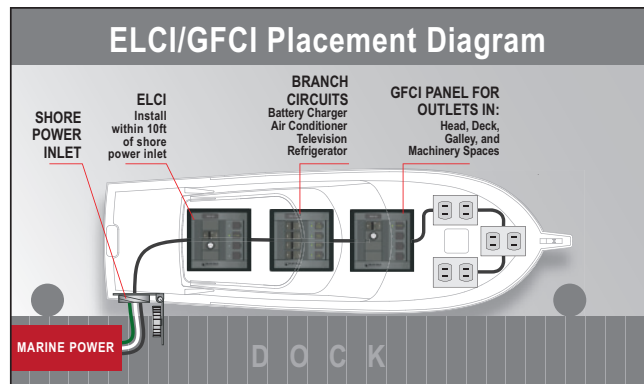 ELCI/GFCI Placement Diagram
SHORE
POWER
INLET
ELCI
Install
within 10ft
of shore
power inlet
BRANCH
CIRCUITS
Battery Charger
Air Conditioner
Television
Refrigerator
GFCI PANEL FOR
OUTLETS IN:
Head, Deck,
Galley, and
Machinery Spaces
MARINE POWER
DOCK